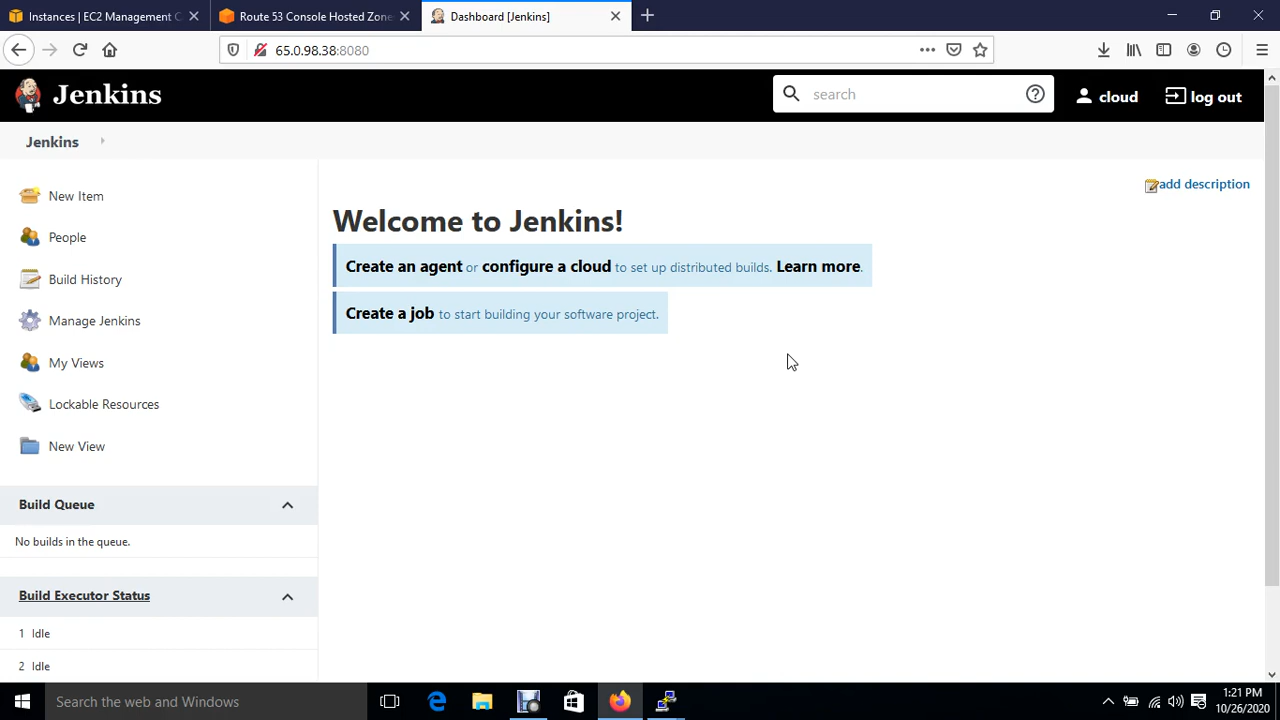 Instances | EC2 Management C
Route 53 Console Hosted Zone
Dashboard [Jenkins]
65.0.98.38:8080
Jenkins
search
cloud
log out
Jenkins
add description
New Item
People
Build History
Manage Jenkins
My Views
Lockable Resources
New View
Welcome to Jenkins!
Create an agent or configure a cloud to set up distributed builds. Learn more.
Create a job to start building your software project.
Build Queue
No builds in the queue.
Build Executor Status
1 Idle
2 Idle
Search the web and Windows
1:21 PM
10/26/2020